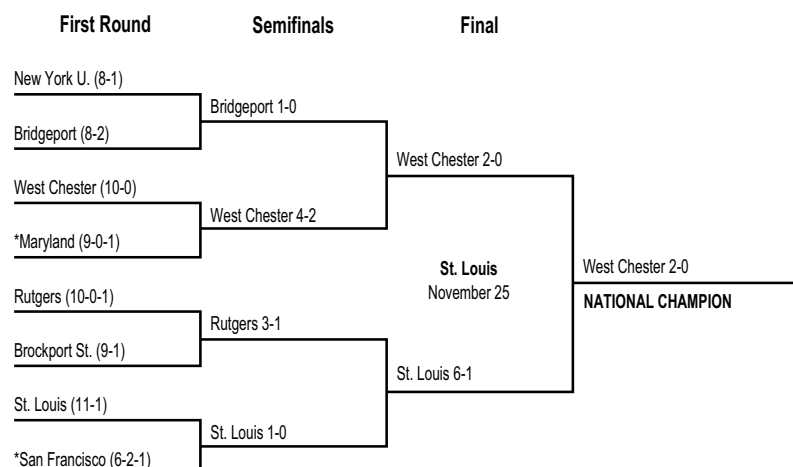 First Round
Semifinals
Final
New York U. (8-1)
Bridgeport (8-2)
West Chester (10-0)
*Maryland (9-0-1)
Rutgers (10-0-1)
Brockport St. (9-1)
St. Louis (11-1)
*San Francisco (6-2-1)
Bridgeport 1-0
West Chester 4-2
Rutgers 3-1
St. Louis 1-0
West Chester 2-0
St. Louis 6-1
St. Louis
November 25
West Chester 2-0
NATIONAL CHAMPION